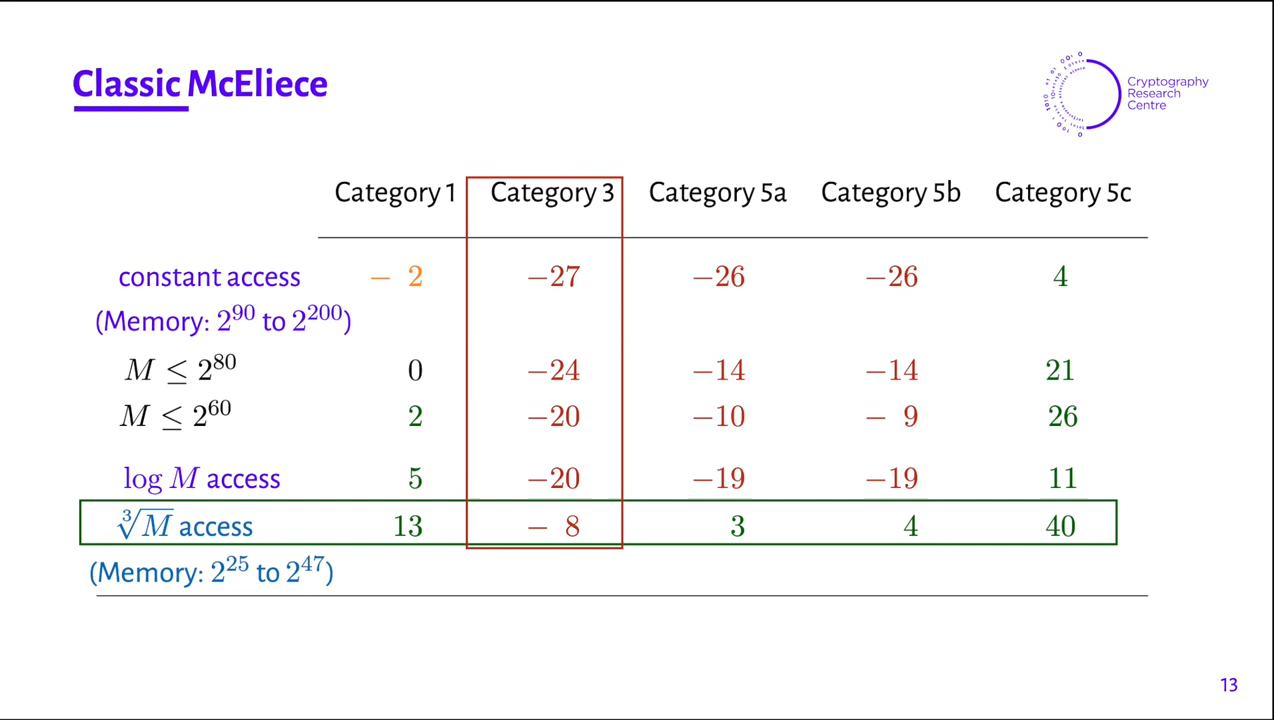 Classic McEliece
Cryptography
Research
Centre
Category 1 Category 3 Category 5a Category 5b Category 5c
constant access − 2 −27 −26 −26 4
(Memory: 2^90 to 2^200)
M ≤ 2^80 0 −24 −14 −14 21
M ≤ 2^60 2 −20 −10 − 9 26
log M access 5 −20 −19 −19 11
∛M access 13 − 8 3 4 40
(Memory: 2^25 to 2^47)
13